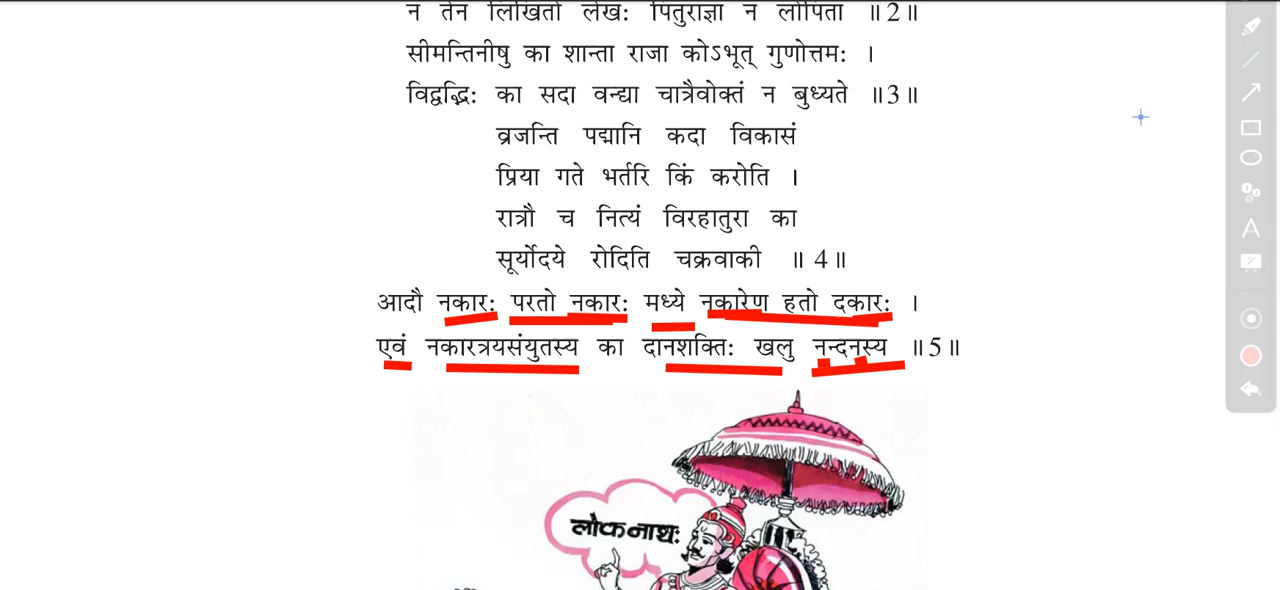 न तेन लिखितो लेखः पितुराज्ञा न लोपिता ॥2॥
सीमन्तिनीषु का शान्ता राजा कोऽभूत् गुणोत्तमः ।
विद्वद्भिः का सदा वन्द्या चात्रैवोक्तं न बुध्यते ॥3॥
व्रजन्ति पद्मानि कदा विकासं
प्रिया गते भर्तरि किं करोति ।
रात्रौ च नित्यं विरहातुरा का
सूर्योदये रोदिति चक्रवाकी ॥ 4॥
आदौ नकारः परतो नकारः मध्ये नकारेण हतो दकारः ।
एवं नकारत्रयसंयुतस्य का दानशक्तिः खलु नन्दनस्य ॥5॥
लोकनाथः